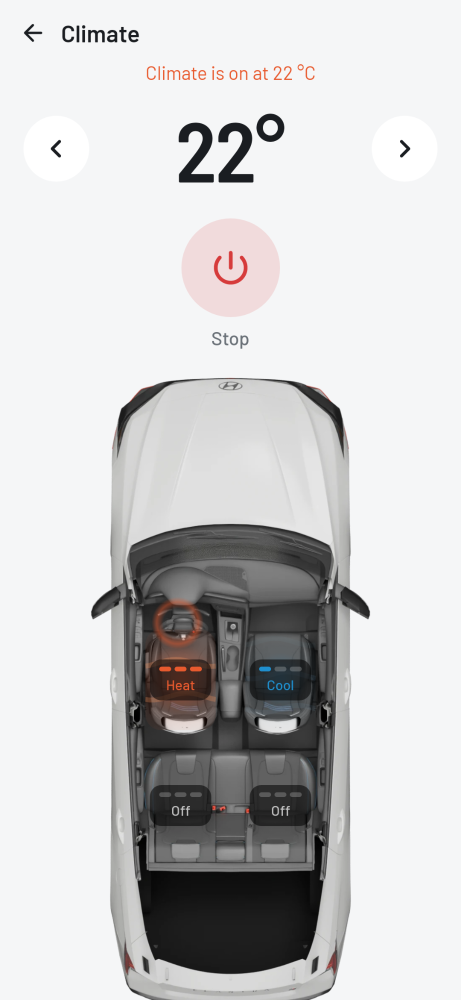 Climate
Climate is on at 22 °C
22°
Stop
Heat
Cool
Off
Off